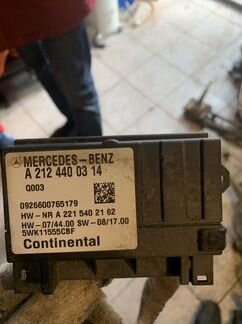 MERCEDES-BENZ
A 212 440 03 14
Q003
0926600765179
HW-NR A 221 540 21 62
HW-07/44.00 SW-08/17.00
5WK11555CBF
Continental